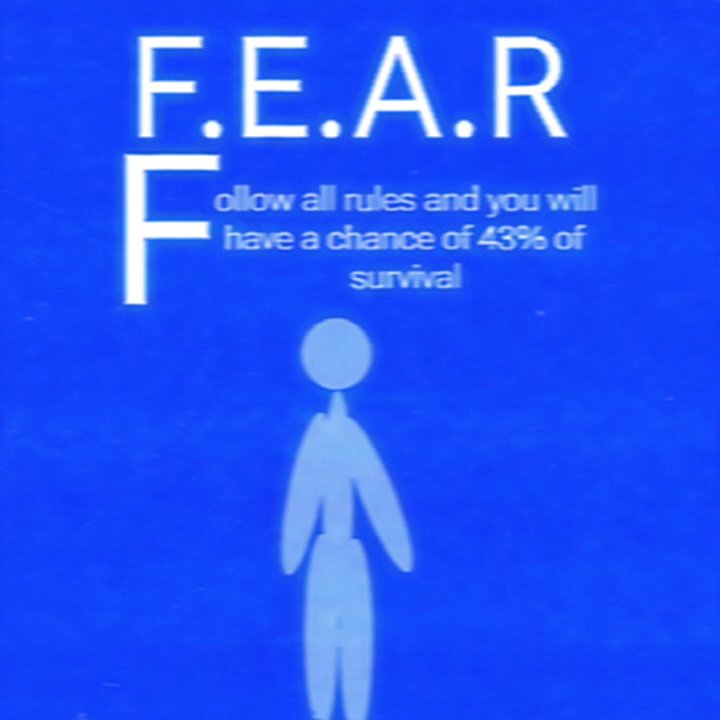 F.E.A.R
Follow all rules and you will
have a chance of 43% of
survival